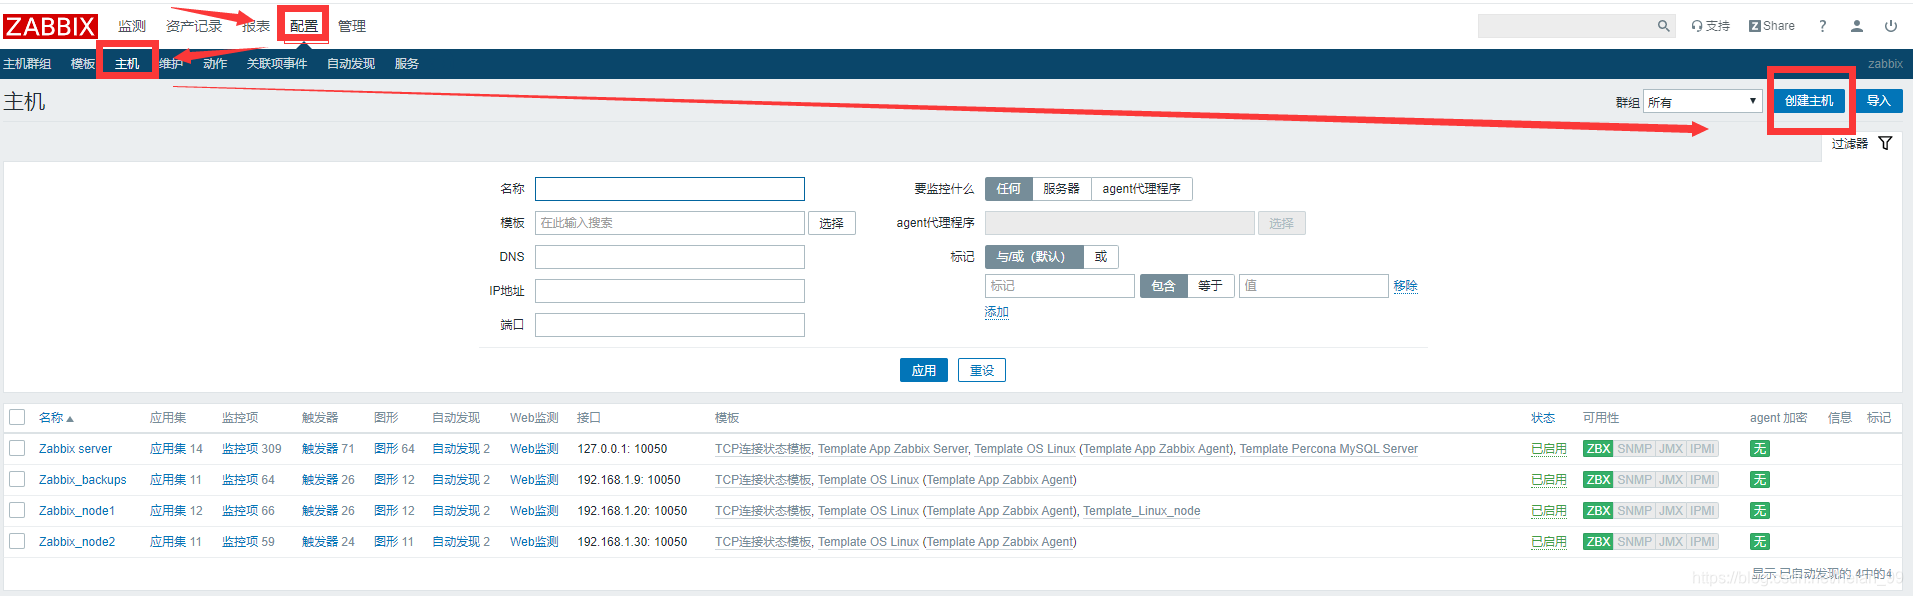 ZABBIX 监测 资产记录 报表 配置 管理 支持 Z Share ?
主机群组 模板 主机 维护 动作 关联项事件 自动发现 服务 zabbix
主机 群组 所有 创建主机 导入
过滤器
名称 要监控什么 任何 服务器 agent代理程序
模板 在此输入搜索 选择 agent代理程序 选择
DNS 标记 与/或（默认） 或
标记 包含 等于 值 移除
IP地址
添加
端口
应用 重设
名称 应用集 监控项 触发器 图形 自动发现 Web监测 接口 模板 状态 可用性 agent 加密 信息 标记
Zabbix server 应用集 14 监控项 309 触发器 71 图形 64 自动发现 2 Web监测 127.0.0.1: 10050 TCP连接状态模板, Template App Zabbix Server, Template OS Linux (Template App Zabbix Agent), Template Percona MySQL Server 已启用 ZBX SNMP JMX IPMI 无
Zabbix_backups 应用集 11 监控项 64 触发器 26 图形 12 自动发现 2 Web监测 192.168.1.9: 10050 TCP连接状态模板, Template OS Linux (Template App Zabbix Agent) 已启用 ZBX SNMP JMX IPMI 无
Zabbix_node1 应用集 12 监控项 66 触发器 26 图形 12 自动发现 2 Web监测 192.168.1.20: 10050 TCP连接状态模板, Template OS Linux (Template App Zabbix Agent), Template_Linux_node 已启用 ZBX SNMP JMX IPMI 无
Zabbix_node2 应用集 11 监控项 59 触发器 24 图形 11 自动发现 2 Web监测 192.168.1.30: 10050 TCP连接状态模板, Template OS Linux (Template App Zabbix Agent) 已启用 ZBX SNMP JMX IPMI 无
显示 已自动发现的 4中的4